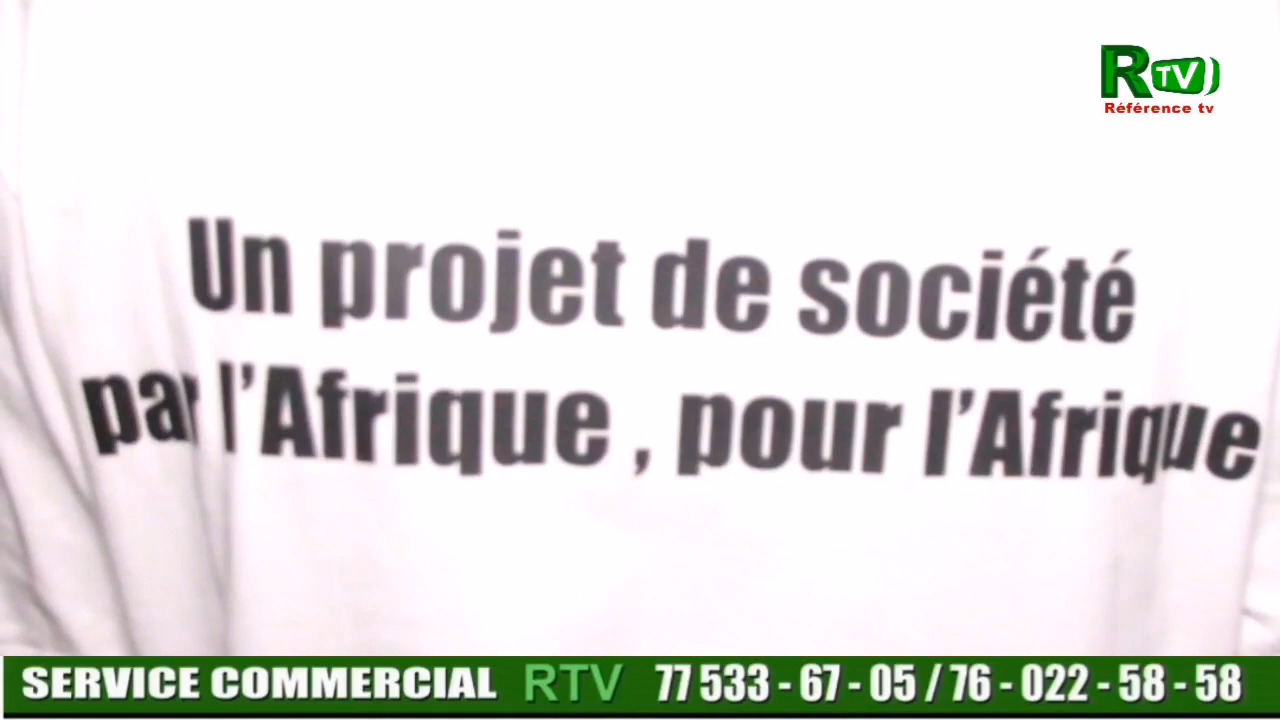 RTV
Référence tv
Un projet de société
par l'Afrique , pour l'Afrique
SERVICE COMMERCIAL RTV 77 533 - 67 - 05 / 76 - 022 - 58 - 58